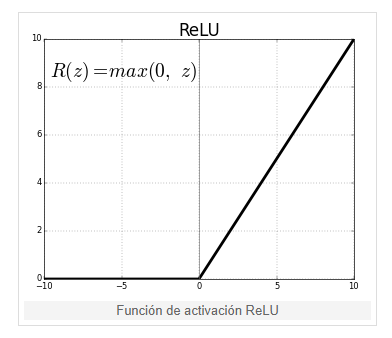 ReLU
R(z)=max(0, z)
10
8
6
4
2
0
−10 −5 0 5 10
Función de activación ReLU